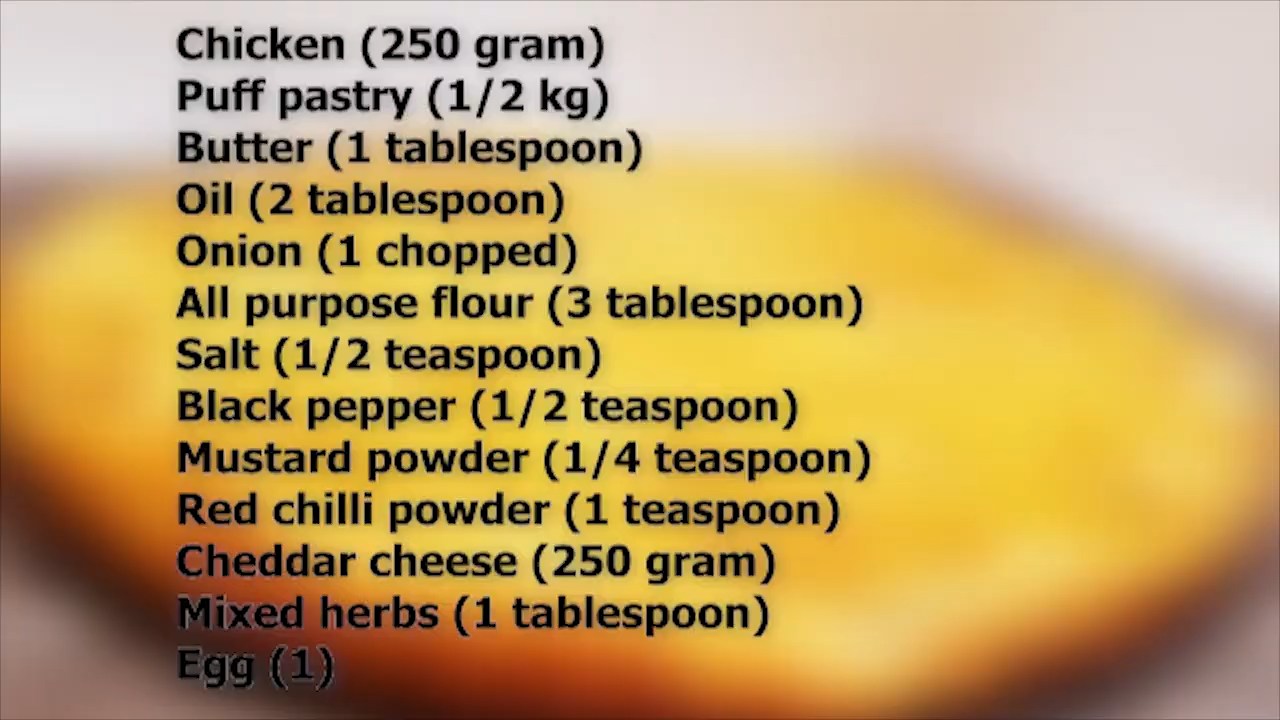 Chicken (250 gram)
Puff pastry (1/2 kg)
Butter (1 tablespoon)
Oil (2 tablespoon)
Onion (1 chopped)
All purpose flour (3 tablespoon)
Salt (1/2 teaspoon)
Black pepper (1/2 teaspoon)
Mustard powder (1/4 teaspoon)
Red chilli powder (1 teaspoon)
Cheddar cheese (250 gram)
Mixed herbs (1 tablespoon)
Egg (1)